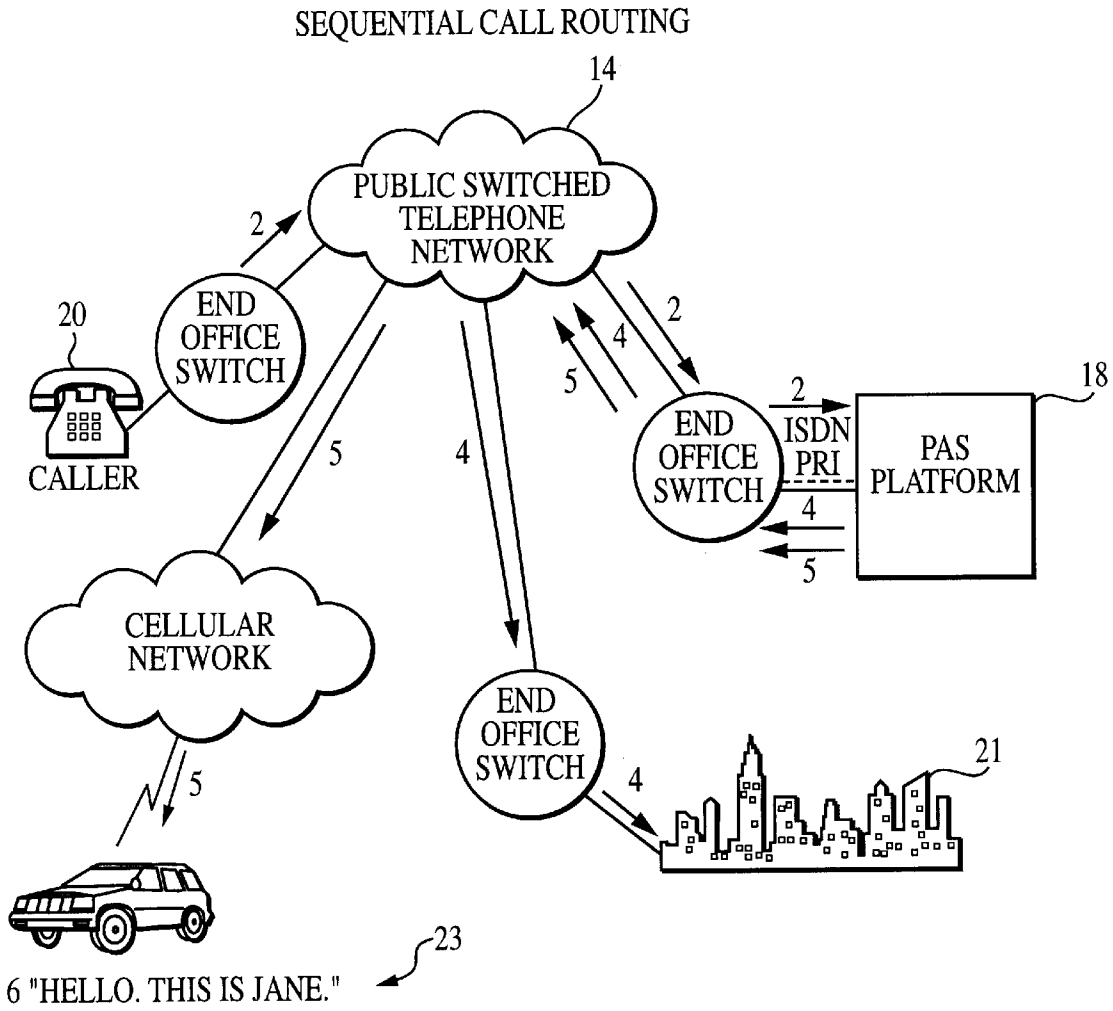 SEQUENTIAL CALL ROUTING
14
PUBLIC SWITCHED
TELEPHONE
NETWORK
2
END
OFFICE
SWITCH
20
CALLER
2
4
5
18
2
END
OFFICE
SWITCH
ISDN
PRI
PAS
PLATFORM
4
5
5
4
CELLULAR
NETWORK
END
OFFICE
SWITCH
5
4
21
23
6 "HELLO. THIS IS JANE."